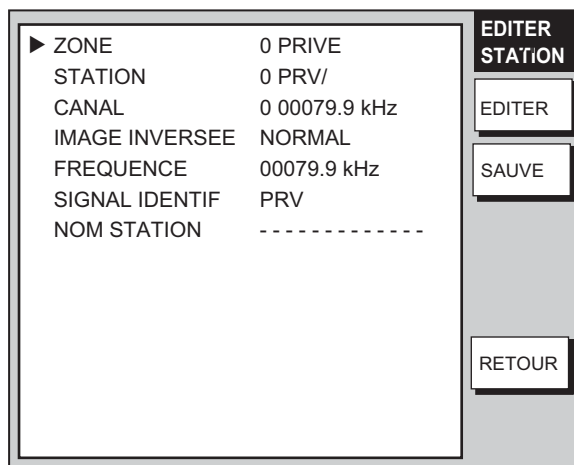 ZONE 0 PRIVE
STATION 0 PRV/
CANAL 0 00079.9 kHz
IMAGE INVERSEE NORMAL
FREQUENCE 00079.9 kHz
SIGNAL IDENTIF PRV
NOM STATION - - - - - - - - - - - - -
EDITER
STATION
EDITER
SAUVE
RETOUR